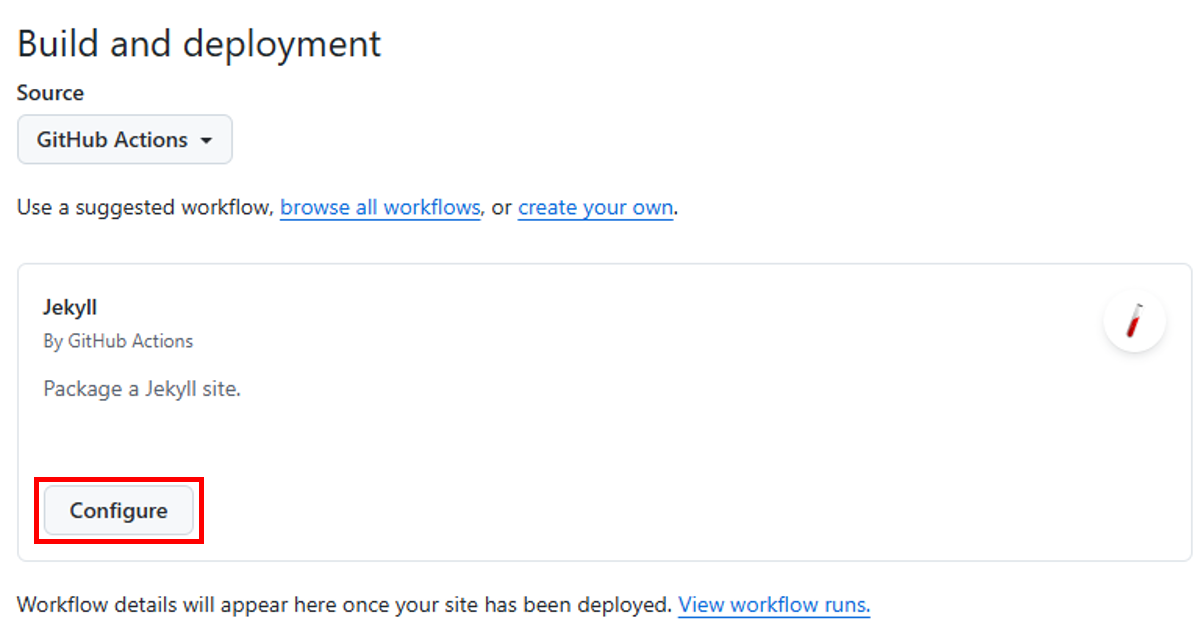 Build and deployment
Source
GitHub Actions
Use a suggested workflow, browse all workflows, or create your own.
Jekyll
By GitHub Actions
Package a Jekyll site.
Configure
Workflow details will appear here once your site has been deployed. View workflow runs.